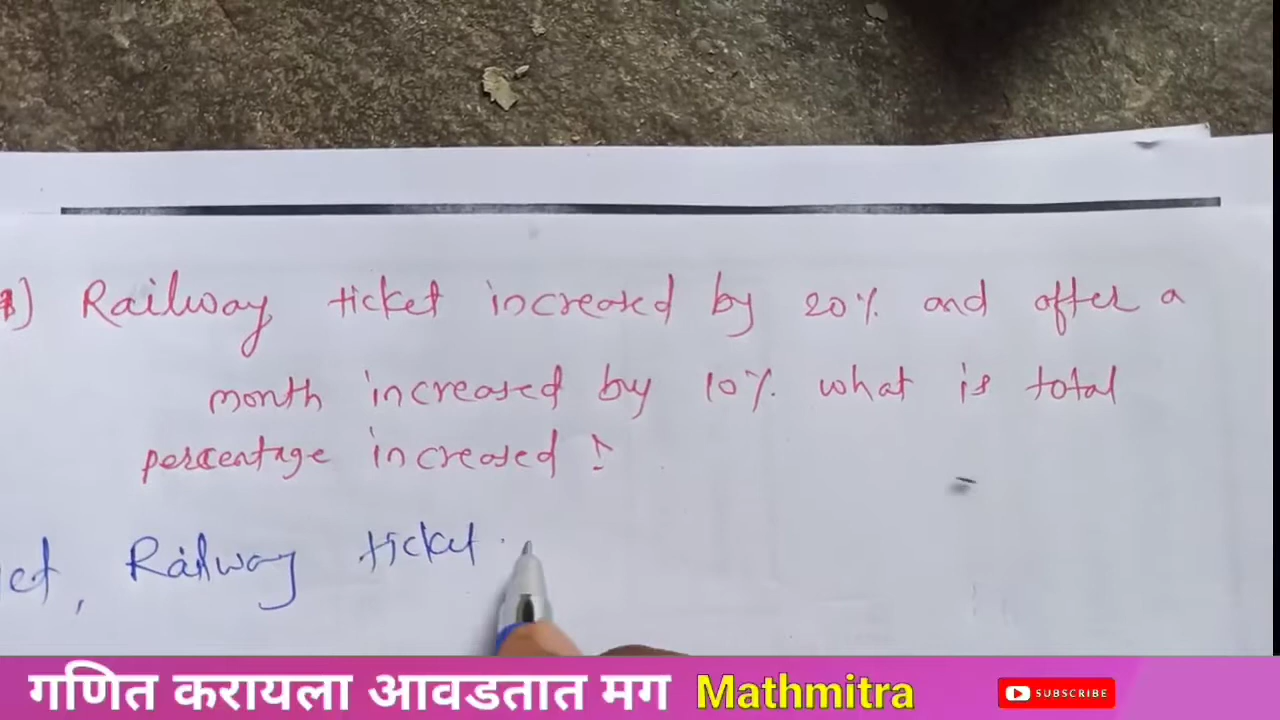 Railway ticket increased by 20% and offer a
month increased by 10% what is total
percentage increased ?
Railway ticket
गणित करायला आवडतात मग Mathmitra
SUBSCRIBE